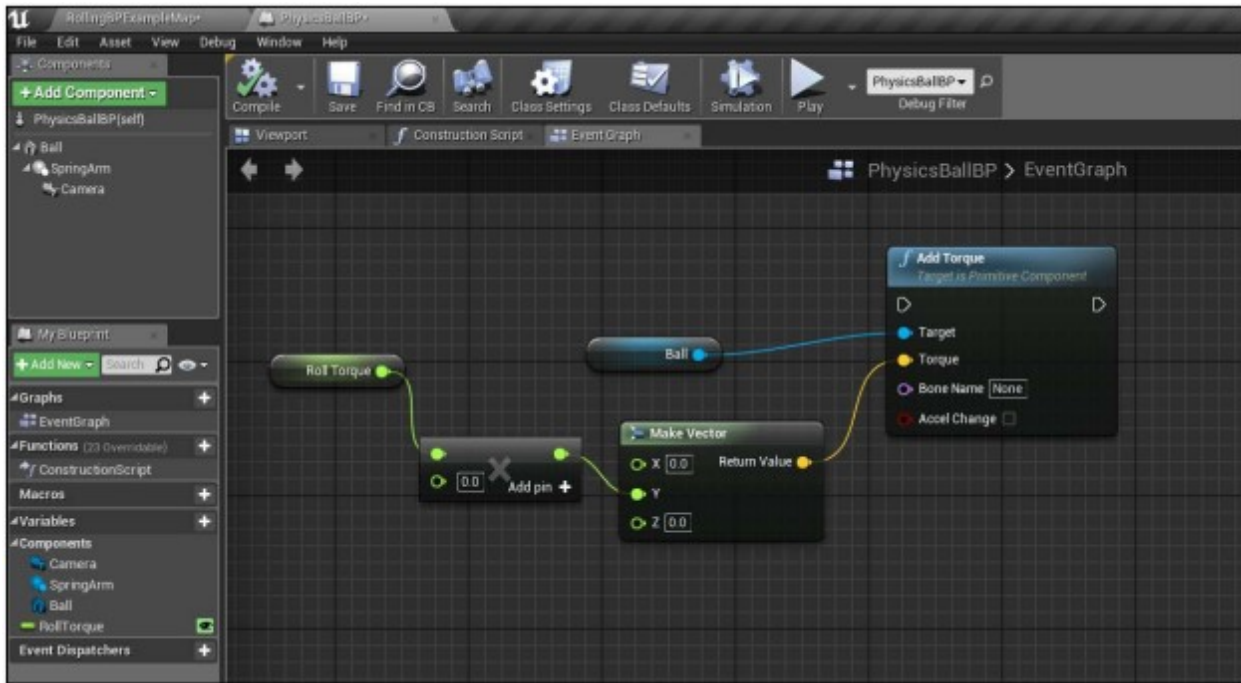 RollingBPExampleMap*
PhysicsBallBP*
File Edit Asset View Debug Window Help
Components
+Add Component
PhysicsBallBP(self)
Ball
SpringArm
Camera
Compile
Save
Find in CB
Search
Class Settings
Class Defaults
Simulation
Play
PhysicsBallBP
Debug Filter
Viewport
f Construction Script
Event Graph
PhysicsBallBP > EventGraph
My Blueprint
+Add New
Search
Graphs +
EventGraph
Functions (23 Overridable) +
f ConstructionScript
Macros +
Variables +
Components
Camera
SpringArm
Ball
RollTorque
Event Dispatchers +
Roll Torque
0.0
Add pin +
Ball
Make Vector
X 0.0 Return Value
Y
Z 0.0
f Add Torque
Target is Primitive Component
Target
Torque
Bone Name None
Accel Change